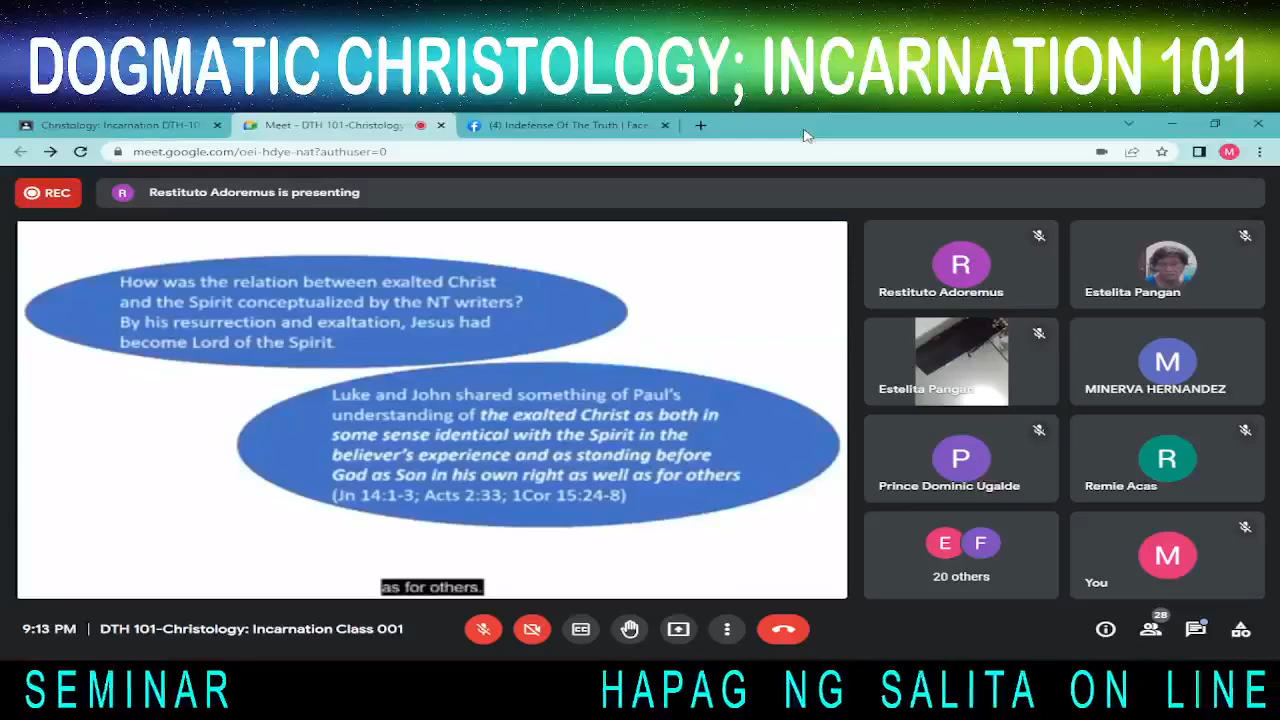 DOGMATIC CHRISTOLOGY; INCARNATION 101
Christology: Incarnation DTH-10
Meet - DTH 101-Christology
(4) Indefense Of The Truth | Face
meet.google.com/oei-hdye-nat?authuser=0
M
REC
R
Restituto Adoremus is presenting
How was the relation between exalted Christ
and the Spirit conceptualized by the NT writers?
By his resurrection and exaltation, Jesus had
become Lord of the Spirit
Luke and John shared something of Paul's
understanding of the exalted Christ as both in
some sense identical with the Spirit in the
believer's experience and as standing before
God as Son in his own right as well as for others
(Jn 14:1-3; Acts 2:33; 1Cor 15:24-8)
as for others.
R
Restituto Adoremus
Estelita Pangan
Estelita Pangan
M
MINERVA HERNANDEZ
P
Prince Dominic Ugalde
R
Remie Acas
E F
20 others
M
You
9:13 PM | DTH 101-Christology: Incarnation Class 001
28
SEMINAR
HAPAG NG SALITA ON LINE